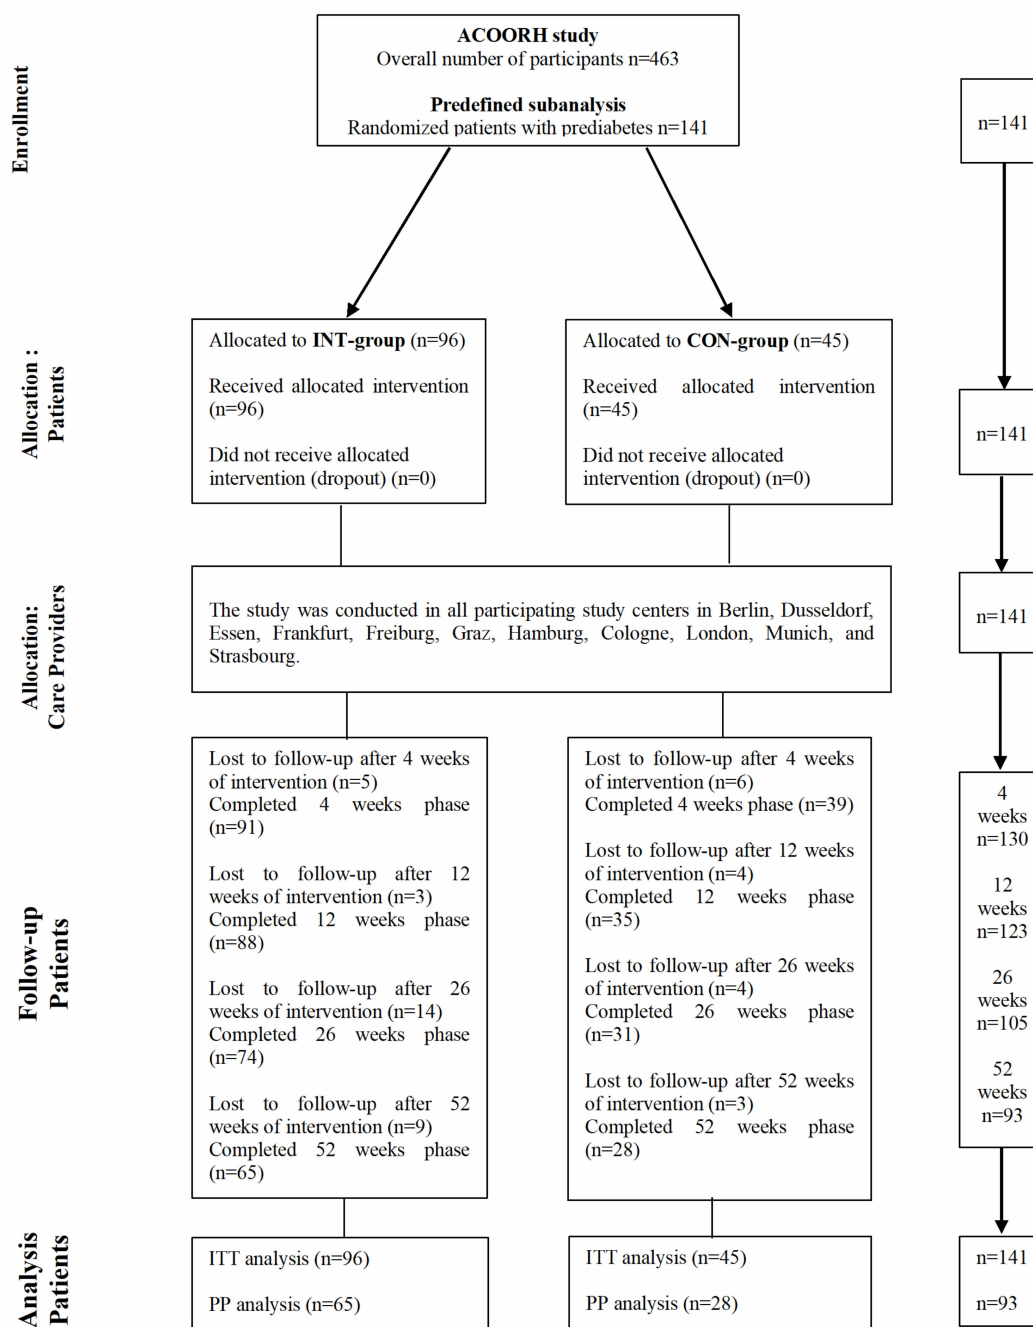 ACOORH study
Overall number of participants n=463
Predefined subanalysis
Randomized patients with prediabetes n=141
Enrollment
n=141
Allocation :
Patients
Allocated to INT-group (n=96)
Received allocated intervention
(n=96)
Did not receive allocated
intervention (dropout) (n=0)
Allocated to CON-group (n=45)
Received allocated intervention
(n=45)
Did not receive allocated
intervention (dropout) (n=0)
n=141
Allocation:
Care Providers
The study was conducted in all participating study centers in Berlin, Dusseldorf,
Essen, Frankfurt, Freiburg, Graz, Hamburg, Cologne, London, Munich, and
Strasbourg.
n=141
Follow-up
Patients
Lost to follow-up after 4 weeks
of intervention (n=5)
Completed 4 weeks phase
(n=91)
Lost to follow-up after 12
weeks of intervention (n=3)
Completed 12 weeks phase
(n=88)
Lost to follow-up after 26
weeks of intervention (n=14)
Completed 26 weeks phase
(n=74)
Lost to follow-up after 52
weeks of intervention (n=9)
Completed 52 weeks phase
(n=65)
Lost to follow-up after 4 weeks
of intervention (n=6)
Completed 4 weeks phase (n=39)
Lost to follow-up after 12 weeks
of intervention (n=4)
Completed 12 weeks phase
(n=35)
Lost to follow-up after 26 weeks
of intervention (n=4)
Completed 26 weeks phase
(n=31)
Lost to follow-up after 52 weeks
of intervention (n=3)
Completed 52 weeks phase
(n=28)
4
weeks
n=130
12
weeks
n=123
26
weeks
n=105
52
weeks
n=93
Analysis
Patients
ITT analysis (n=96)
PP analysis (n=65)
ITT analysis (n=45)
PP analysis (n=28)
n=141
n=93